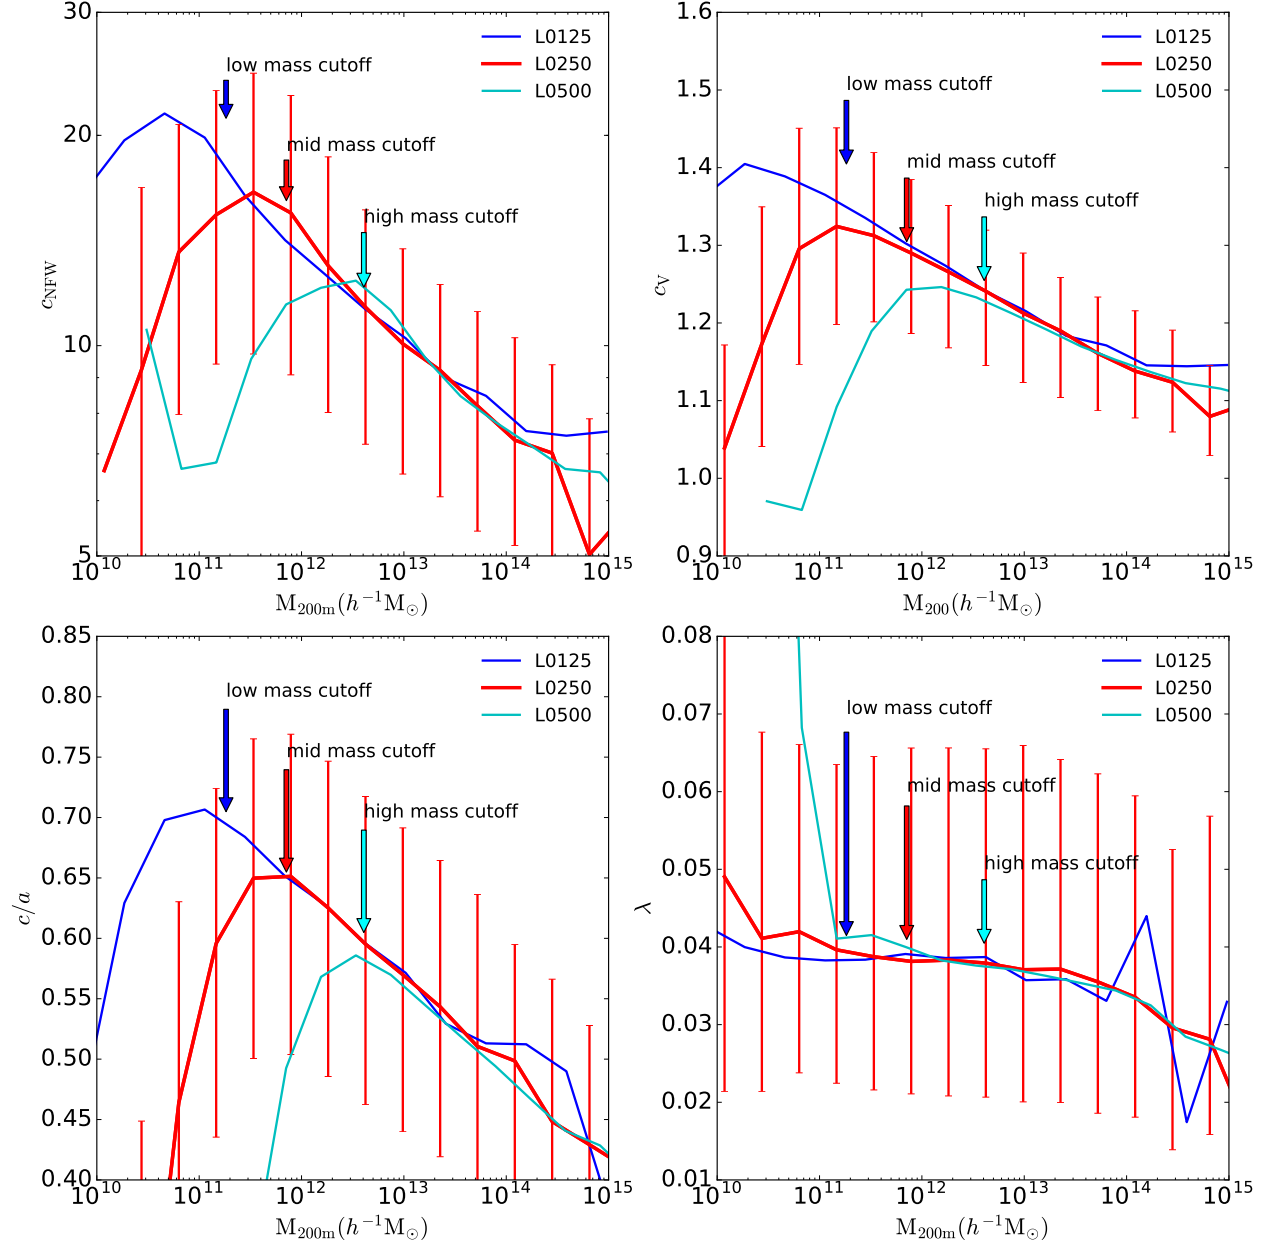 30
20
10
5
c_NFW
L0125
L0250
L0500
low mass cutoff
mid mass cutoff
high mass cutoff
10^10 10^11 10^12 10^13 10^14 10^15
M_200m(h^−1M_⊙)
1.6
1.5
1.4
1.3
1.2
1.1
1.0
0.9
c_V
L0125
L0250
L0500
low mass cutoff
mid mass cutoff
high mass cutoff
10^10 10^11 10^12 10^13 10^14 10^15
M_200(h^−1M_⊙)
0.85
0.80
0.75
0.70
0.65
0.60
0.55
0.50
0.45
0.40
c/a
L0125
L0250
L0500
low mass cutoff
mid mass cutoff
high mass cutoff
10^10 10^11 10^12 10^13 10^14 10^15
M_200m(h^−1M_⊙)
0.08
0.07
0.06
0.05
0.04
0.03
0.02
0.01
λ
L0125
L0250
L0500
low mass cutoff
mid mass cutoff
high mass cutoff
10^10 10^11 10^12 10^13 10^14 10^15
M_200m(h^−1M_⊙)